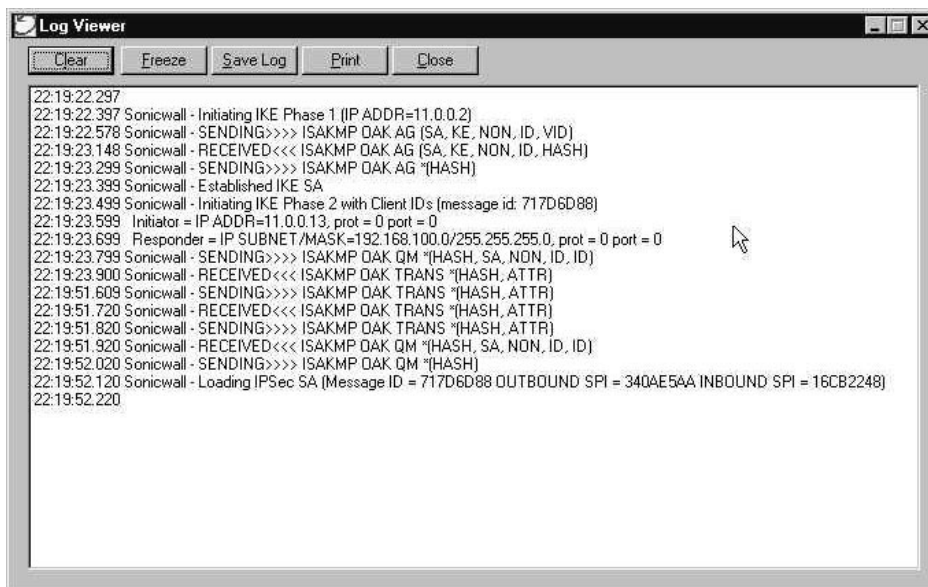 Log Viewer
Clear Freeze Save Log Print Close
22:19:22.297
22:19:22.397 Sonicwall - Initiating IKE Phase 1 (IP ADDR=11.0.0.2)
22:19:22.578 Sonicwall - SENDING>>>> ISAKMP OAK AG (SA, KE, NON, ID, VID)
22:19:23.148 Sonicwall - RECEIVED<<< ISAKMP OAK AG (SA, KE, NON, ID, HASH)
22:19:23.299 Sonicwall - SENDING>>>> ISAKMP OAK AG *(HASH)
22:19:23.399 Sonicwall - Established IKE SA
22:19:23.499 Sonicwall - Initiating IKE Phase 2 with Client IDs (message id: 717D6D88)
22:19:23.599 Initiator = IP ADDR=11.0.0.13, prot = 0 port = 0
22:19:23.699 Responder = IP SUBNET/MASK=192.168.100.0/255.255.255.0, prot = 0 port = 0
22:19:23.799 Sonicwall - SENDING>>>> ISAKMP OAK QM *(HASH, SA, NON, ID, ID)
22:19:23.900 Sonicwall - RECEIVED<<< ISAKMP OAK TRANS *(HASH, ATTR)
22:19:51.609 Sonicwall - SENDING>>>> ISAKMP OAK TRANS *(HASH, ATTR)
22:19:51.720 Sonicwall - RECEIVED<<< ISAKMP OAK TRANS *(HASH, ATTR)
22:19:51.820 Sonicwall - SENDING>>>> ISAKMP OAK TRANS *(HASH, ATTR)
22:19:51.920 Sonicwall - RECEIVED<<< ISAKMP OAK QM *(HASH, SA, NON, ID, ID)
22:19:52.020 Sonicwall - SENDING>>>> ISAKMP OAK QM *(HASH)
22:19:52.120 Sonicwall - Loading IPSec SA (Message ID = 717D6D88 OUTBOUND SPI = 340AE5AA INBOUND SPI = 16CB2248)
22:19:52.220